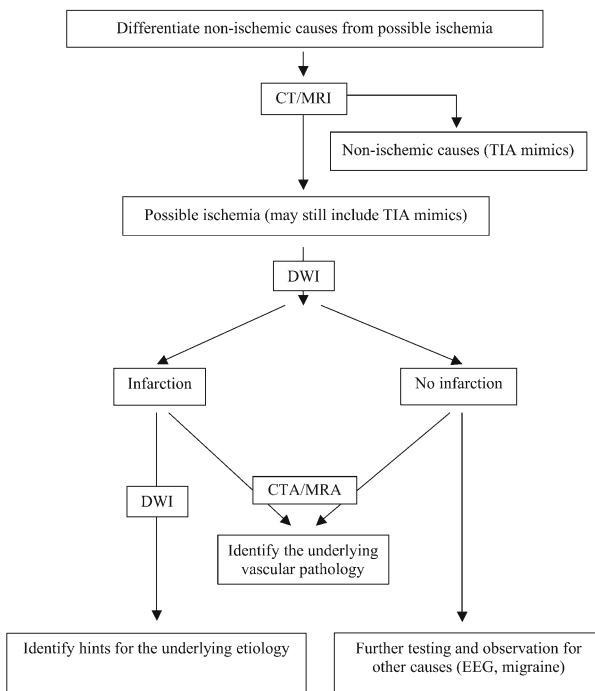 Differentiate non-ischemic causes from possible ischemia
CT/MRI
Non-ischemic causes (TIA mimics)
Possible ischemia (may still include TIA mimics)
DWI
Infarction
No infarction
CTA/MRA
DWI
Identify the underlying
vascular pathology
Identify hints for the underlying etiology
Further testing and observation for
other causes (EEG, migraine)